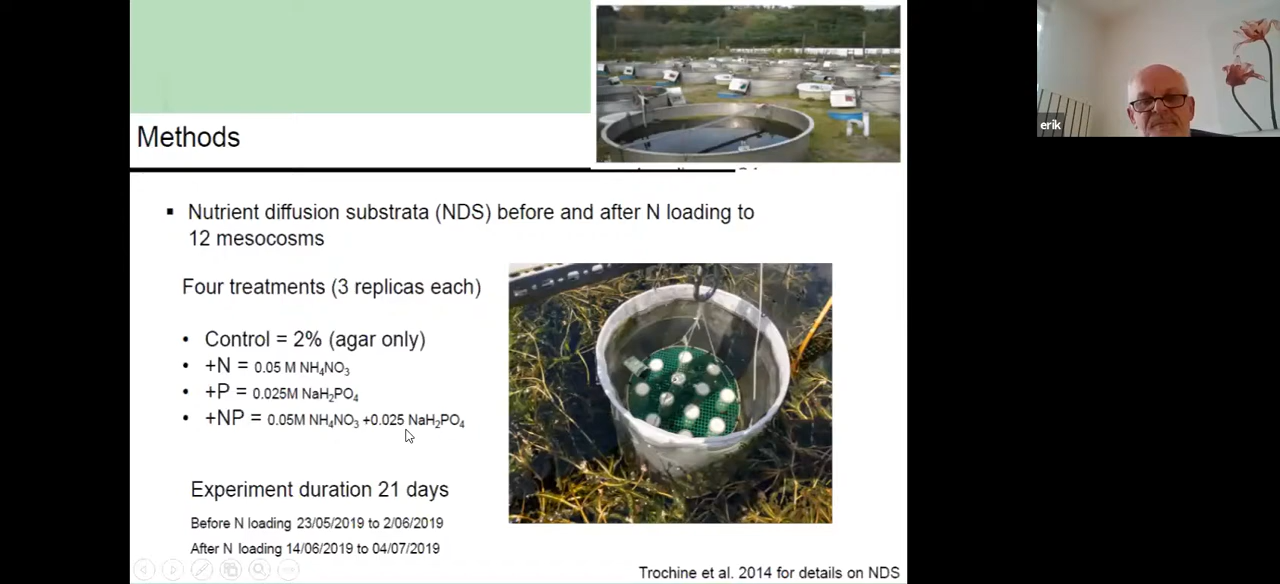 erik
Methods
▪ Nutrient diffusion substrata (NDS) before and after N loading to
12 mesocosms
Four treatments (3 replicas each)
• Control = 2% (agar only)
• +N = 0.05 M NH₄NO₃
• +P = 0.025M NaH₂PO₄
• +NP = 0.05M NH₄NO₃ +0.025 NaH₂PO₄
Experiment duration 21 days
Before N loading 23/05/2019 to 2/06/2019
After N loading 14/06/2019 to 04/07/2019
Trochine et al. 2014 for details on NDS